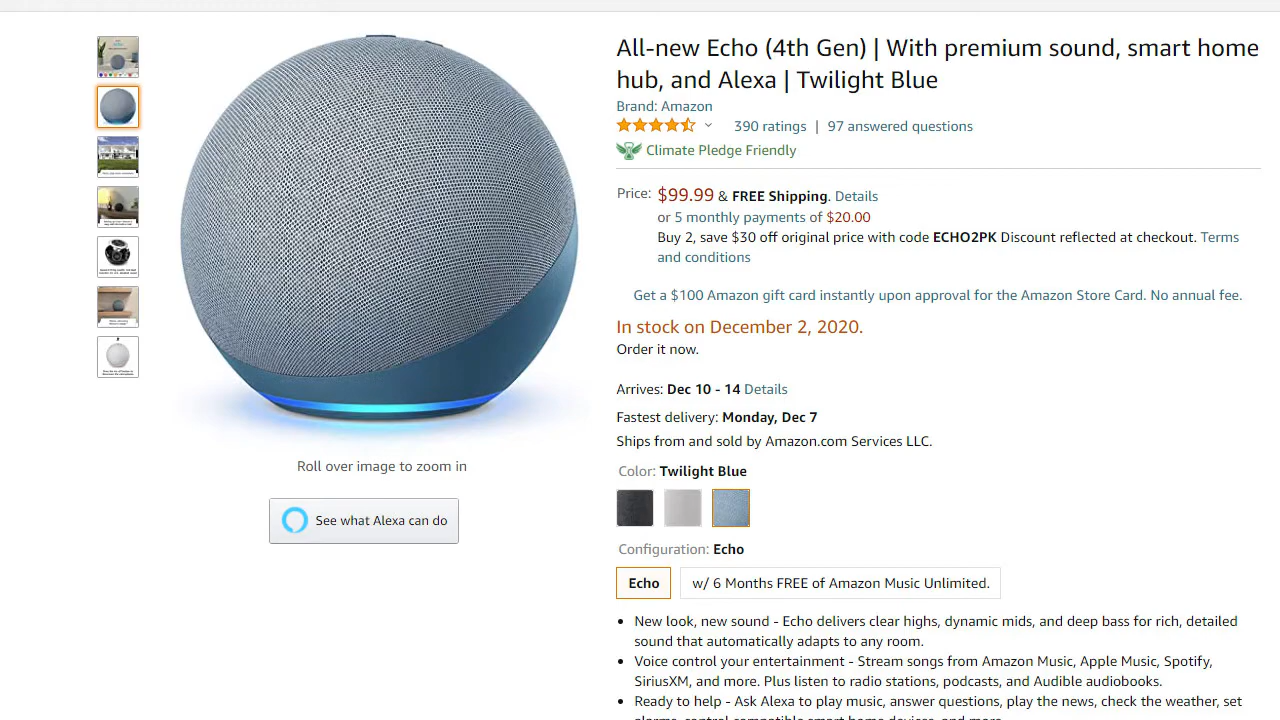 All-new Echo (4th Gen) | With premium sound, smart home
hub, and Alexa | Twilight Blue
Brand: Amazon
390 ratings | 97 answered questions
Climate Pledge Friendly
Price: $99.99 & FREE Shipping. Details
or 5 monthly payments of $20.00
Buy 2, save $30 off original price with code ECHO2PK Discount reflected at checkout. Terms
and conditions
Get a $100 Amazon gift card instantly upon approval for the Amazon Store Card. No annual fee.
In stock on December 2, 2020.
Order it now.
Arrives: Dec 10 - 14 Details
Fastest delivery: Monday, Dec 7
Ships from and sold by Amazon.com Services LLC.
Roll over image to zoom in
See what Alexa can do
Color: Twilight Blue
Configuration: Echo
Echo
w/ 6 Months FREE of Amazon Music Unlimited.
New look, new sound - Echo delivers clear highs, dynamic mids, and deep bass for rich, detailed
sound that automatically adapts to any room.
Voice control your entertainment - Stream songs from Amazon Music, Apple Music, Spotify,
SiriusXM, and more. Plus listen to radio stations, podcasts, and Audible audiobooks.
Ready to help - Ask Alexa to play music, answer questions, play the news, check the weather, set
alarms, control compatible smart home devices, and more.